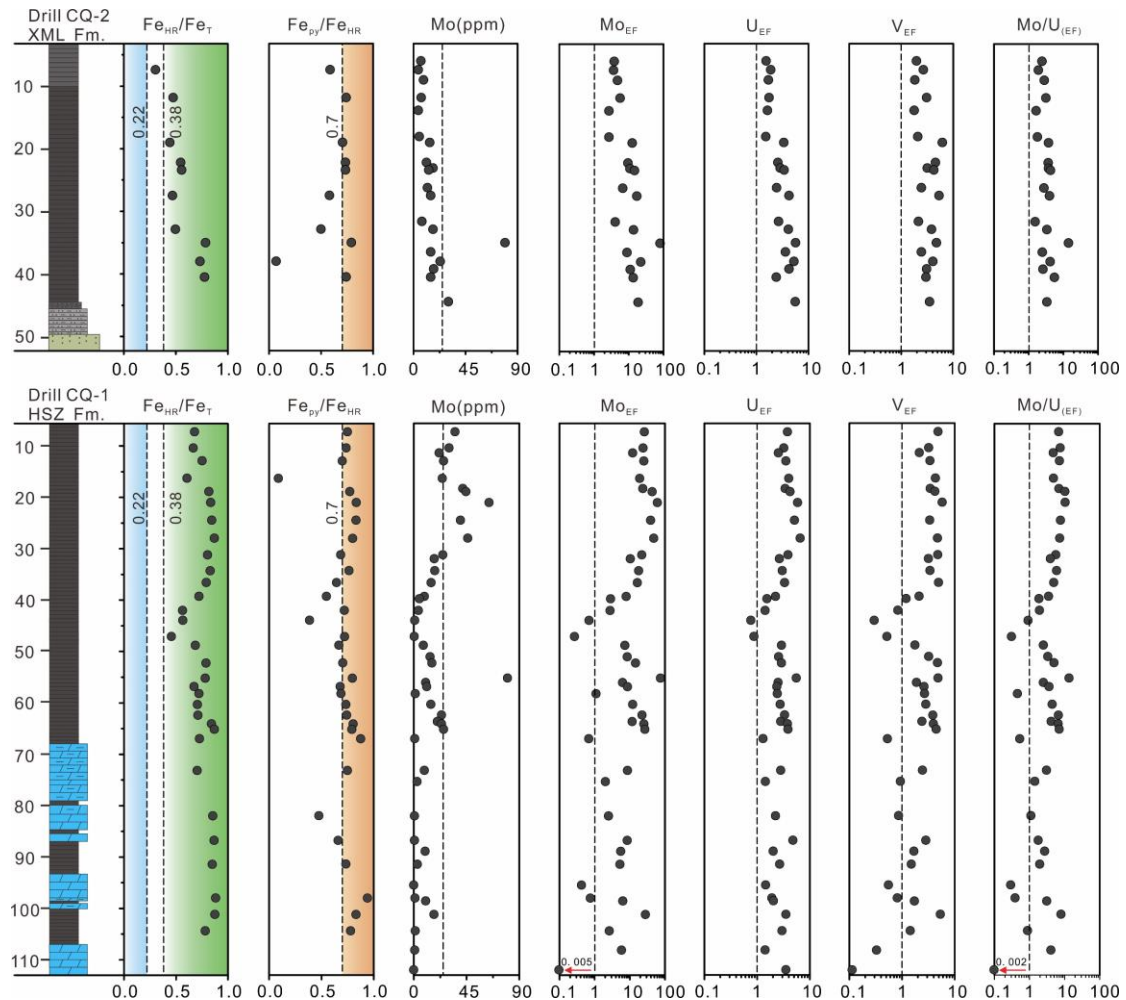 Drill CQ-2
XML Fm.
Fe_HR/Fe_T
Fe_py/Fe_HR
Mo(ppm)
Mo_EF
U_EF
V_EF
Mo/U_(EF)
10
20
30
40
50
0.22
0.38
0.7
0.0 0.5 1.0
0.0 0.5 1.0
0 45 90
0.1 1 10 100
0.1 1 10
0.1 1 10
0.1 1 10 100
Drill CQ-1
HSZ Fm.
Fe_HR/Fe_T
Fe_py/Fe_HR
Mo(ppm)
Mo_EF
U_EF
V_EF
Mo/U_(EF)
10
20
30
40
50
60
70
80
90
100
110
0.22
0.38
0.7
0.005
0.002
0.0 0.5 1.0
0.0 0.5 1.0
0 45 90
0.1 1 10 100
0.1 1 10
0.1 1 10
0.1 1 10 100